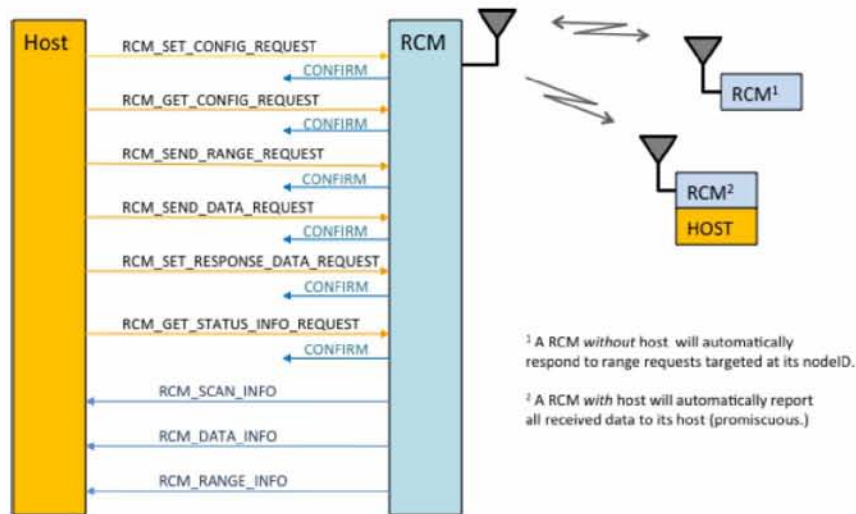 Host
RCM
RCM_SET_CONFIG_REQUEST
CONFIRM
RCM_GET_CONFIG_REQUEST
CONFIRM
RCM_SEND_RANGE_REQUEST
CONFIRM
RCM_SEND_DATA_REQUEST
CONFIRM
RCM_SET_RESPONSE_DATA_REQUEST
CONFIRM
RCM_GET_STATUS_INFO_REQUEST
CONFIRM
RCM_SCAN_INFO
RCM_DATA_INFO
RCM_RANGE_INFO
RCM¹
RCM²
HOST
¹ A RCM without host will automatically
respond to range requests targeted at its nodeID.
² A RCM with host will automatically report
all received data to its host (promiscuous.)